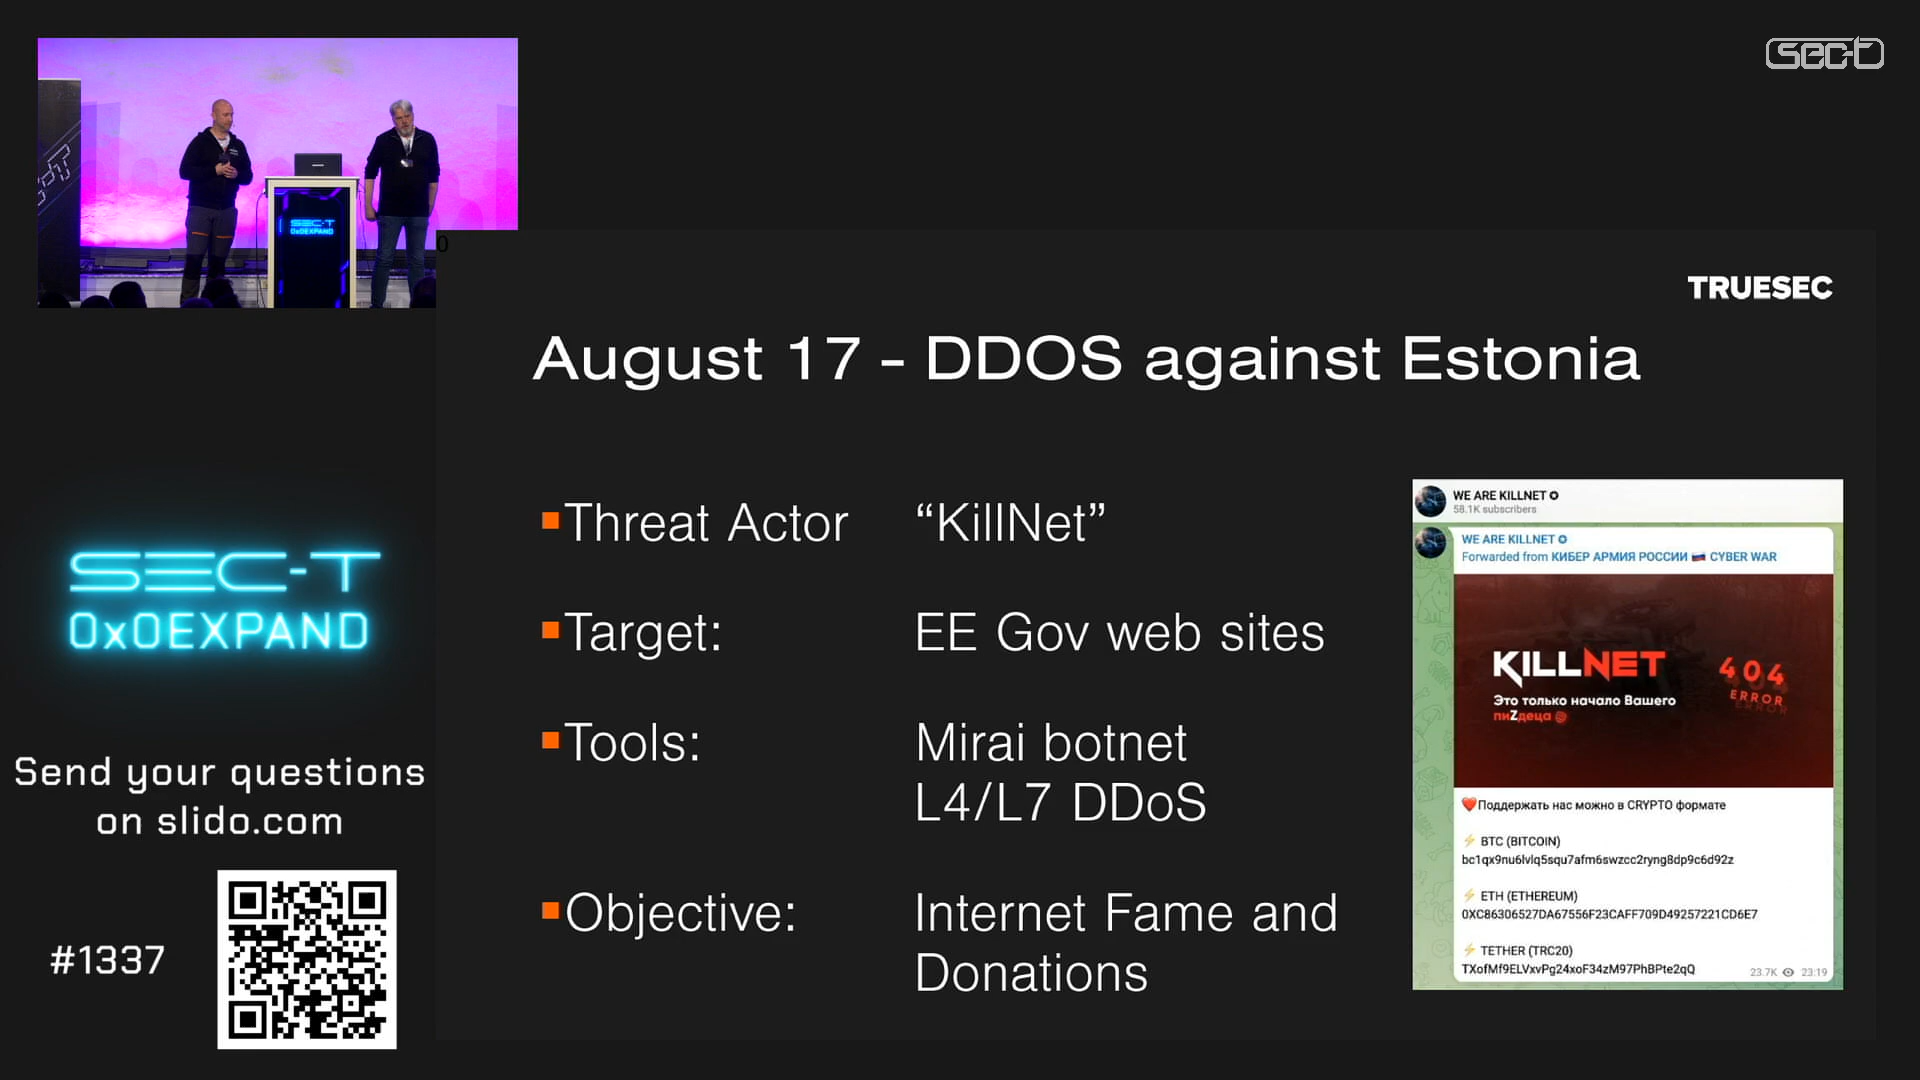 sec-t
SEC-T
0x0EXPAND
0
TRUESEC
August 17 - DDOS against Estonia
Threat Actor “KillNet”
Target: EE Gov web sites
Tools: Mirai botnet
L4/L7 DDoS
Objective: Internet Fame and
Donations
WE ARE KILLNET
58.1K subscribers
WE ARE KILLNET
Forwarded from КИБЕР АРМИЯ РОССИИ 🇷🇺 CYBER WAR
KILLNET
Это только начало Вашего
пиZдеца
404
ERROR
ERROR
❤️Поддержать нас можно в CRYPTO формате
⚡ BTC (BITCOIN)
bc1qx9nu6lvlq5squ7afm6swzcc2ryng8dp9c6d92z
⚡ ETH (ETHEREUM)
0XC86306527DA67556F23CAFF709D49257221CD6E7
⚡ TETHER (TRC20)
TXofMf9ELVxvPg24xoF34zM97PhBPte2qQ
23.7K 23:19
SEC-T
0x0EXPAND
Send your questions
on slido.com
#1337